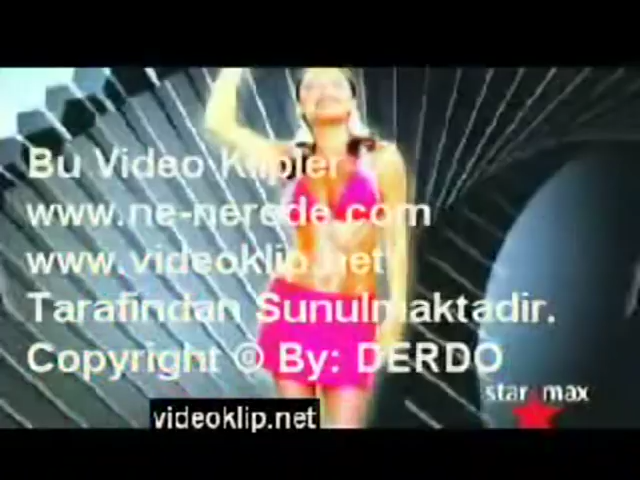 Bu Video Klipler
www.ne-nerede.com
www.videoklip.net
Tarafindan Sunulmaktadir.
Copyright © By: DERDO
star max
videoklip.net